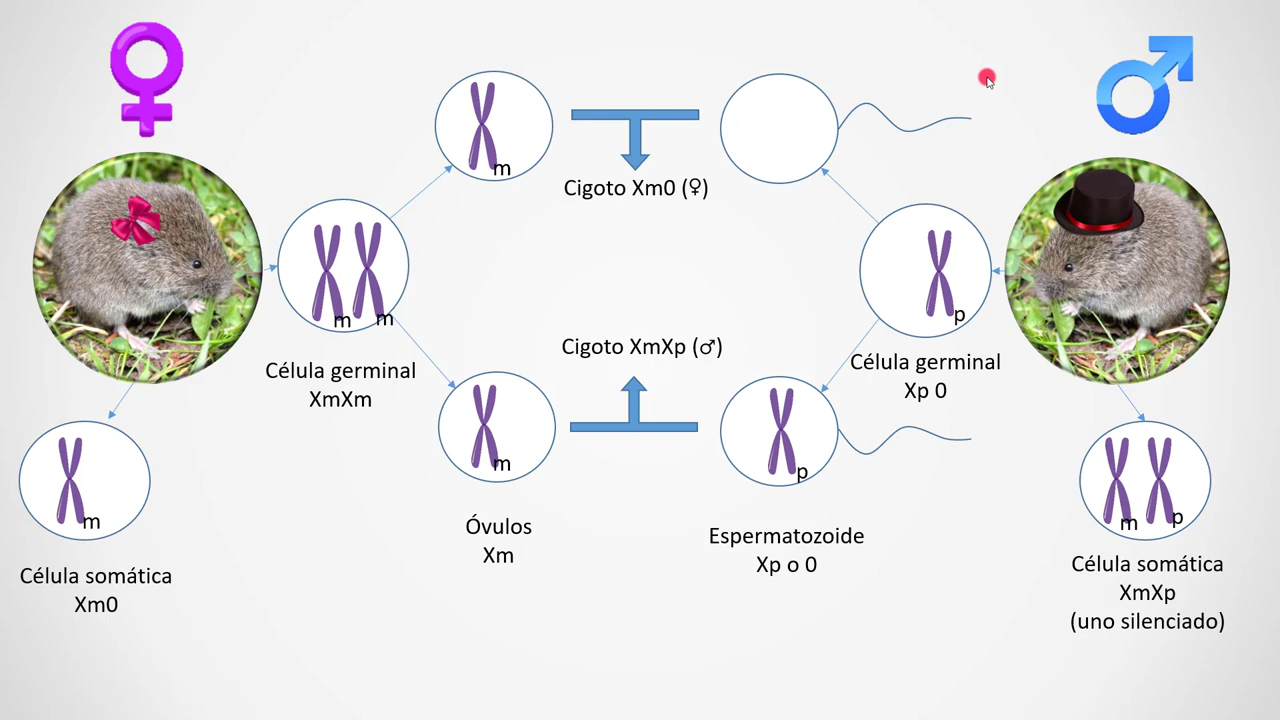 m
Cigoto Xm0 (♀)
m
m
Célula germinal
XmXm
p
Célula germinal
Xp 0
Cigoto XmXp (♂)
m
p
Óvulos
Xm
Espermatozoide
Xp o 0
m
Célula somática
Xm0
m
p
Célula somática
XmXp
(uno silenciado)